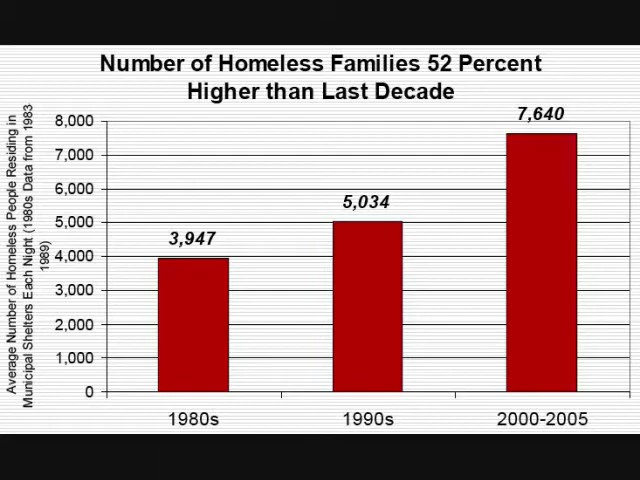 Number of Homeless Families 52 Percent
Higher than Last Decade
Average Number of Homeless People Residing in
Municipal Shelters Each Night (1980s Data from 1983
1989)
8,000
7,000
6,000
5,000
4,000
3,000
2,000
1,000
0
3,947
5,034
7,640
1980s
1990s
2000-2005